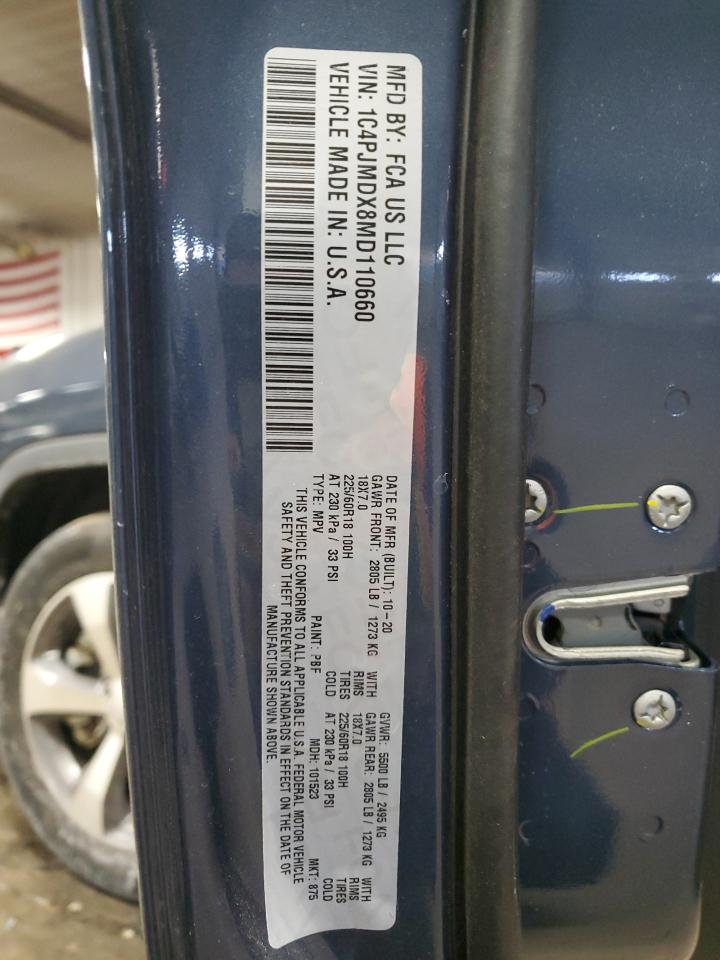 MFD BY: FCA US LLC
VIN: 1C4PJMDX8MD110660
VEHICLE MADE IN: U.S.A.
DATE OF MFR (BUILT): 10-20 GVWR: 5500 LB / 2495 KG
GAWR FRONT: 2805 LB / 1273 KG WITH GAWR REAR: 2805 LB / 1273 KG WITH
18X7.0 RIMS 18X7.0 RIMS
225/60R18 100H TIRES 225/60R18 100H TIRES
AT 230 kPa / 33 PSI COLD AT 230 kPa / 33 PSI COLD
TYPE: MPV PAINT: PBF MDH: 101523 MKT: 875
THIS VEHICLE CONFORMS TO ALL APPLICABLE U.S.A. FEDERAL MOTOR VEHICLE
SAFETY AND THEFT PREVENTION STANDARDS IN EFFECT ON THE DATE OF
MANUFACTURE SHOWN ABOVE.